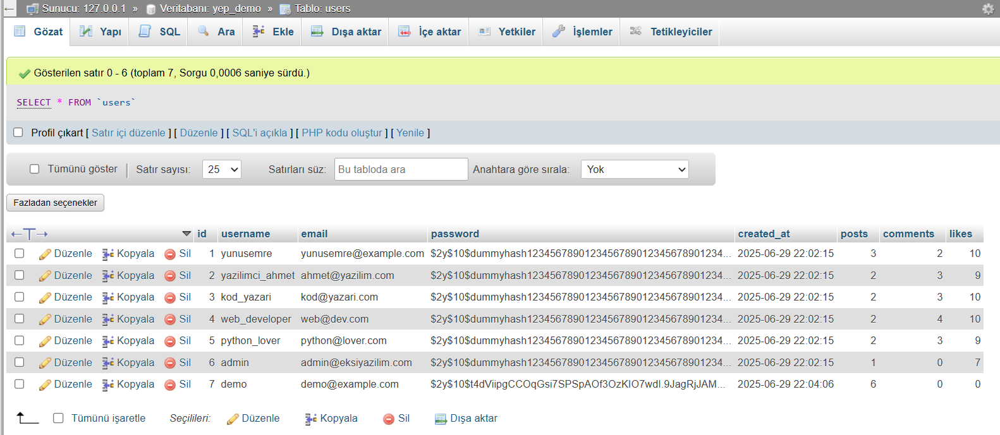 Sunucu: 127.0.0.1 » Veritabanı: yep_demo » Tablo: users
Gözat Yapı SQL Ara Ekle Dışa aktar İçe aktar Yetkiler İşlemler Tetikleyiciler
Gösterilen satır 0 - 6 (toplam 7, Sorgu 0,0006 saniye sürdü.)
SELECT * FROM `users`
Profil çıkart [ Satır içi düzenle ] [ Düzenle ] [ SQL'i açıkla ] [ PHP kodu oluştur ] [ Yenile ]
Tümünü göster Satır sayısı: 25 Satırları süz: Bu tabloda ara Anahtara göre sırala: Yok
Fazladan seçenekler
id username email password created_at posts comments likes
Düzenle Kopyala Sil 1 yunusemre yunusemre@example.com $2y$10$dummyhash1234567890123456789012345678901234... 2025-06-29 22:02:15 3 2 10
Düzenle Kopyala Sil 2 yazilimci_ahmet ahmet@yazilim.com $2y$10$dummyhash1234567890123456789012345678901234... 2025-06-29 22:02:15 2 3 9
Düzenle Kopyala Sil 3 kod_yazari kod@yazari.com $2y$10$dummyhash1234567890123456789012345678901234... 2025-06-29 22:02:15 2 3 10
Düzenle Kopyala Sil 4 web_developer web@dev.com $2y$10$dummyhash1234567890123456789012345678901234... 2025-06-29 22:02:15 2 4 10
Düzenle Kopyala Sil 5 python_lover python@lover.com $2y$10$dummyhash1234567890123456789012345678901234... 2025-06-29 22:02:15 2 3 9
Düzenle Kopyala Sil 6 admin admin@eksiyazilim.com $2y$10$dummyhash1234567890123456789012345678901234... 2025-06-29 22:02:15 1 0 7
Düzenle Kopyala Sil 7 demo demo@example.com $2y$10$t4dViipgCCOqGsi7SPSpAOf3OzKIO7wdI.9JagRjJAM... 2025-06-29 22:04:06 6 0 0
Tümünü işaretle Seçilileri: Düzenle Kopyala Sil Dışa aktar